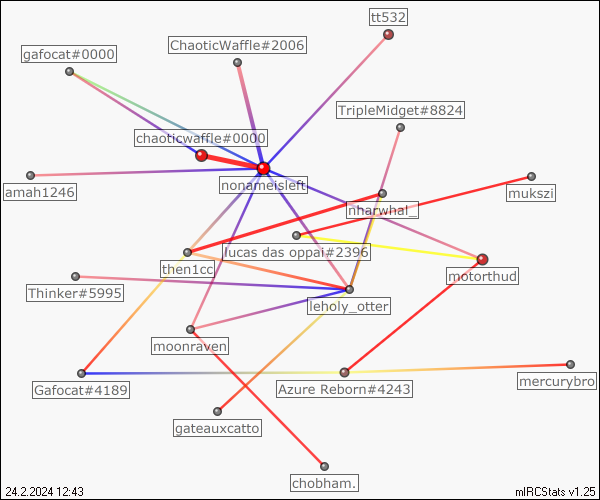 tt532
ChaoticWaffle#2006
gafocat#0000
TripleMidget#8824
chaoticwaffle#0000
nonameisleft
amah1246
mukszi
nharwhal_
lucas das oppai#2396
then1cc
motorthud
Thinker#5995
leholy_otter
moonraven
mercurybro
Gafocat#4189
Azure Reborn#4243
gateauxcatto
chobham.
24.2.2024 12:43
mIRCStats v1.25